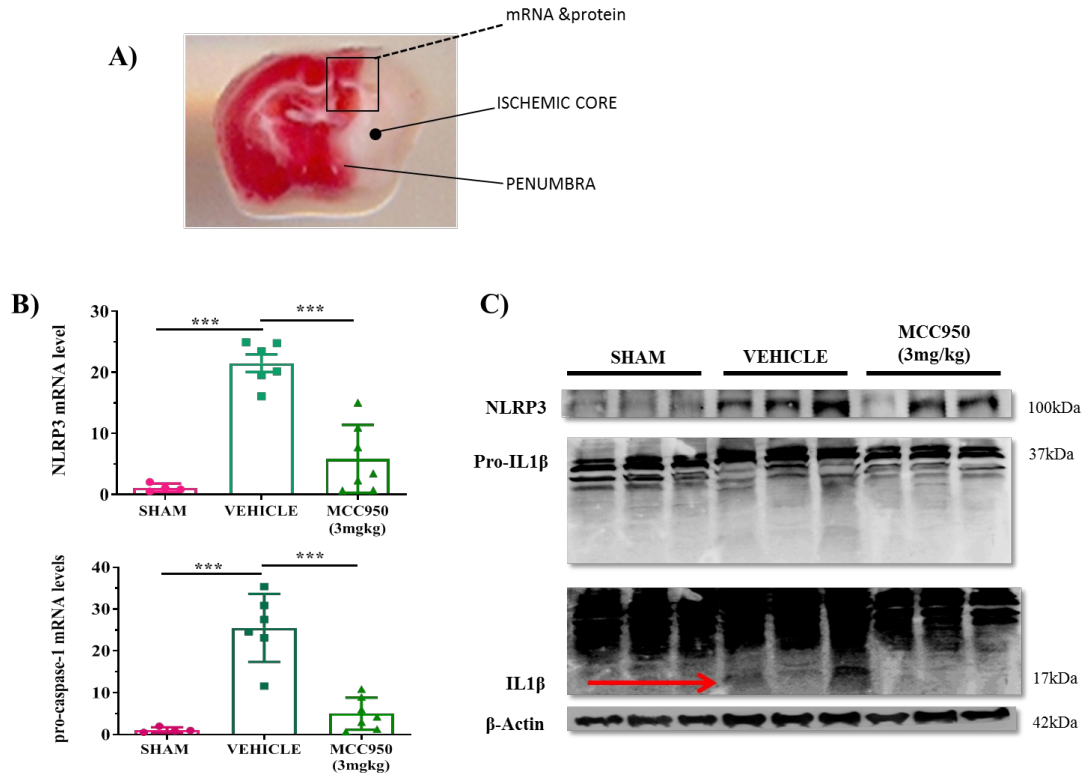 A)
mRNA &protein
ISCHEMIC CORE
PENUMBRA
B)
NLRP3 mRNA level
30
20
10
0
***
***
SHAM
VEHICLE
MCC950
(3mgkg)
pro-caspase-1 mRNA levels
40
30
20
10
0
***
***
SHAM
VEHICLE
MCC950
(3mgkg)
C)
SHAM
VEHICLE
MCC950
(3mg/kg)
NLRP3
100kDa
Pro-IL1β
37kDa
IL1β
17kDa
β-Actin
42kDa